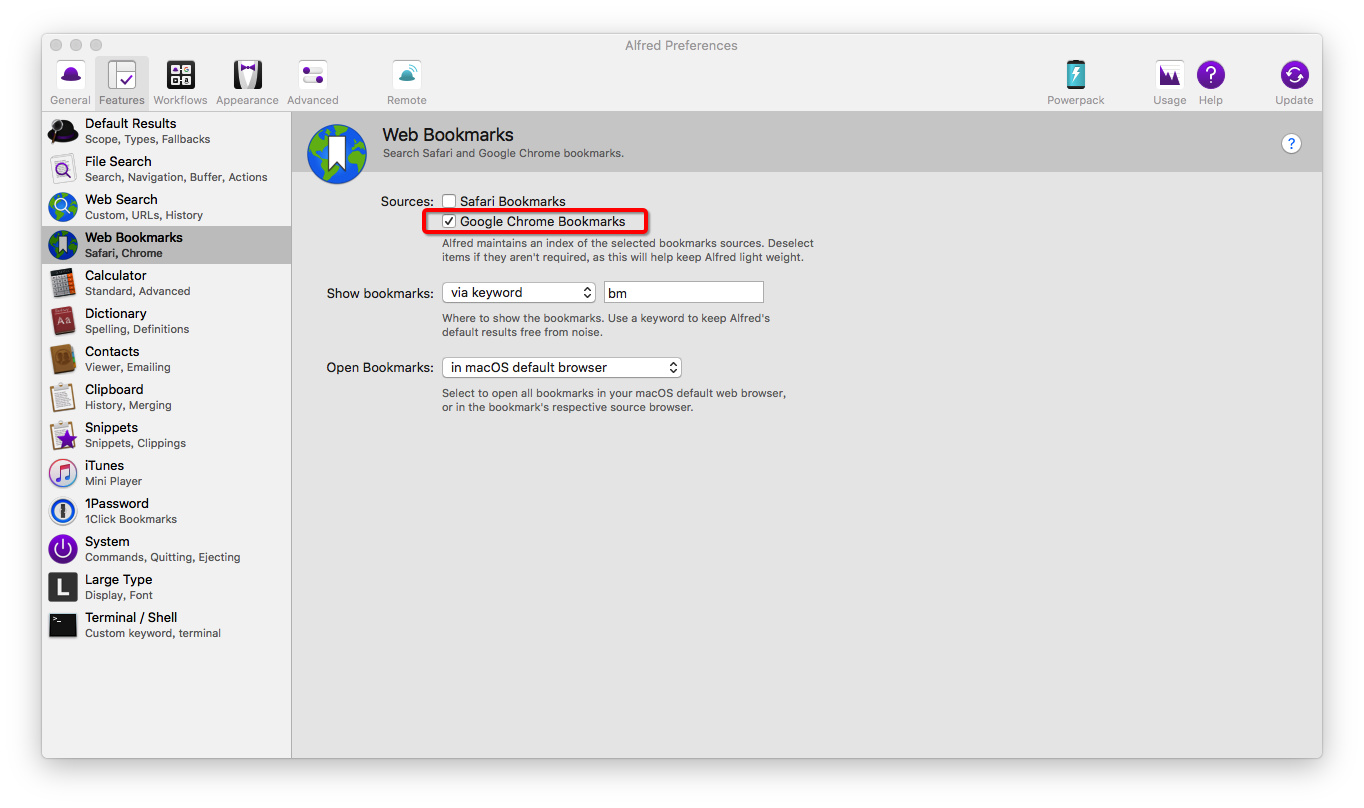 Alfred Preferences
General Features Workflows Appearance Advanced Remote Powerpack Usage Help Update
Default Results
Scope, Types, Fallbacks
File Search
Search, Navigation, Buffer, Actions
Web Search
Custom, URLs, History
Web Bookmarks
Safari, Chrome
Calculator
Standard, Advanced
Dictionary
Spelling, Definitions
Contacts
Viewer, Emailing
Clipboard
History, Merging
Snippets
Snippets, Clippings
iTunes
Mini Player
1Password
1Click Bookmarks
System
Commands, Quitting, Ejecting
L
Large Type
Display, Font
>_
Terminal / Shell
Custom keyword, terminal
Web Bookmarks
Search Safari and Google Chrome bookmarks.
?
Sources: Safari Bookmarks
Google Chrome Bookmarks
Alfred maintains an index of the selected bookmarks sources. Deselect
items if they aren't required, as this will help keep Alfred light weight.
Show bookmarks: via keyword bm
Where to show the bookmarks. Use a keyword to keep Alfred's
default results free from noise.
Open Bookmarks: in macOS default browser
Select to open all bookmarks in your macOS default web browser,
or in the bookmark's respective source browser.